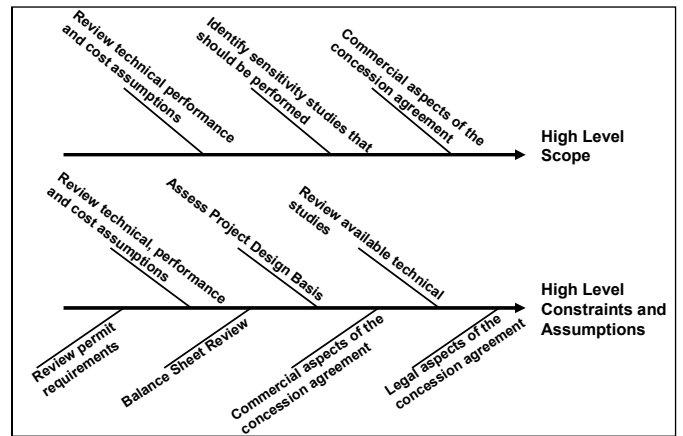 Review technical performance
and cost assumptions
Identify sensitivity studies that
should be performed
Commercial aspects of the
concession agreement
High Level
Scope
Review technical, performance
and cost assumptions
Assess Project Design Basis
Review available technical
studies
High Level
Constraints and
Assumptions
Review permit
requirements
Balance Sheet Review
Commercial aspects of the
concession agreement
Legal aspects of the
concession agreement